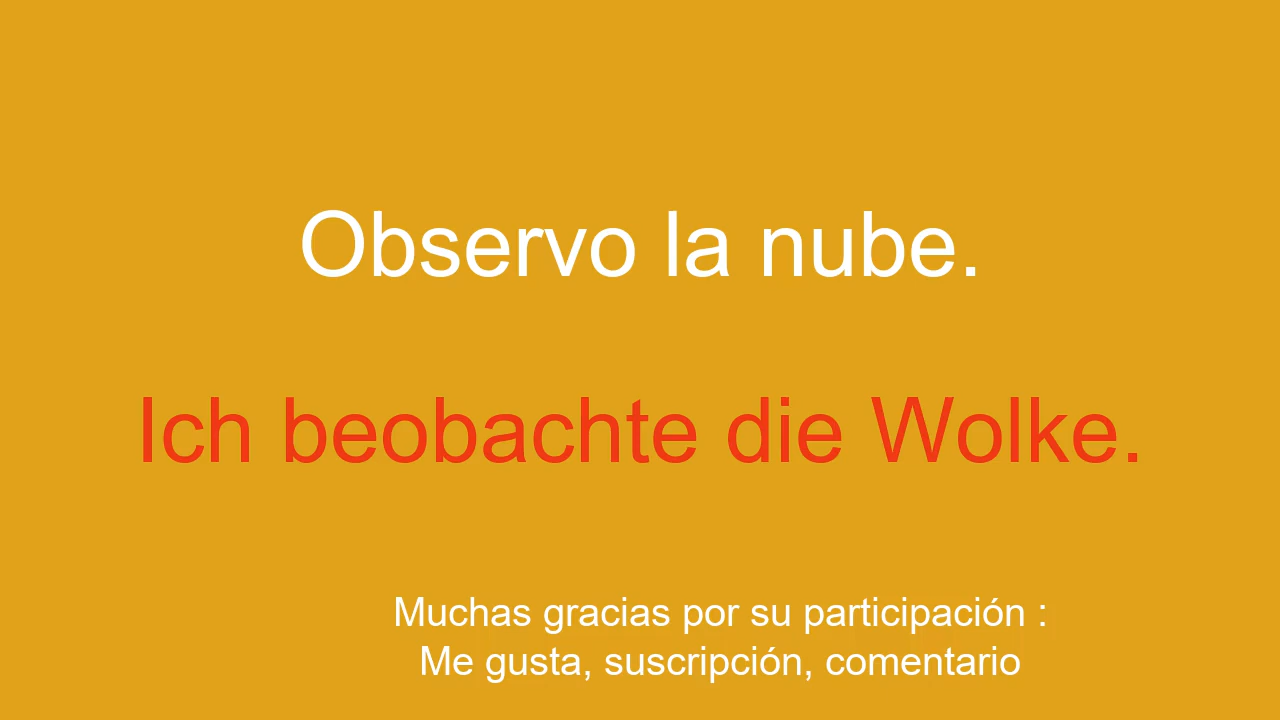 Observo la nube.
Ich beobachte die Wolke.
Muchas gracias por su participación :
Me gusta, suscripción, comentario